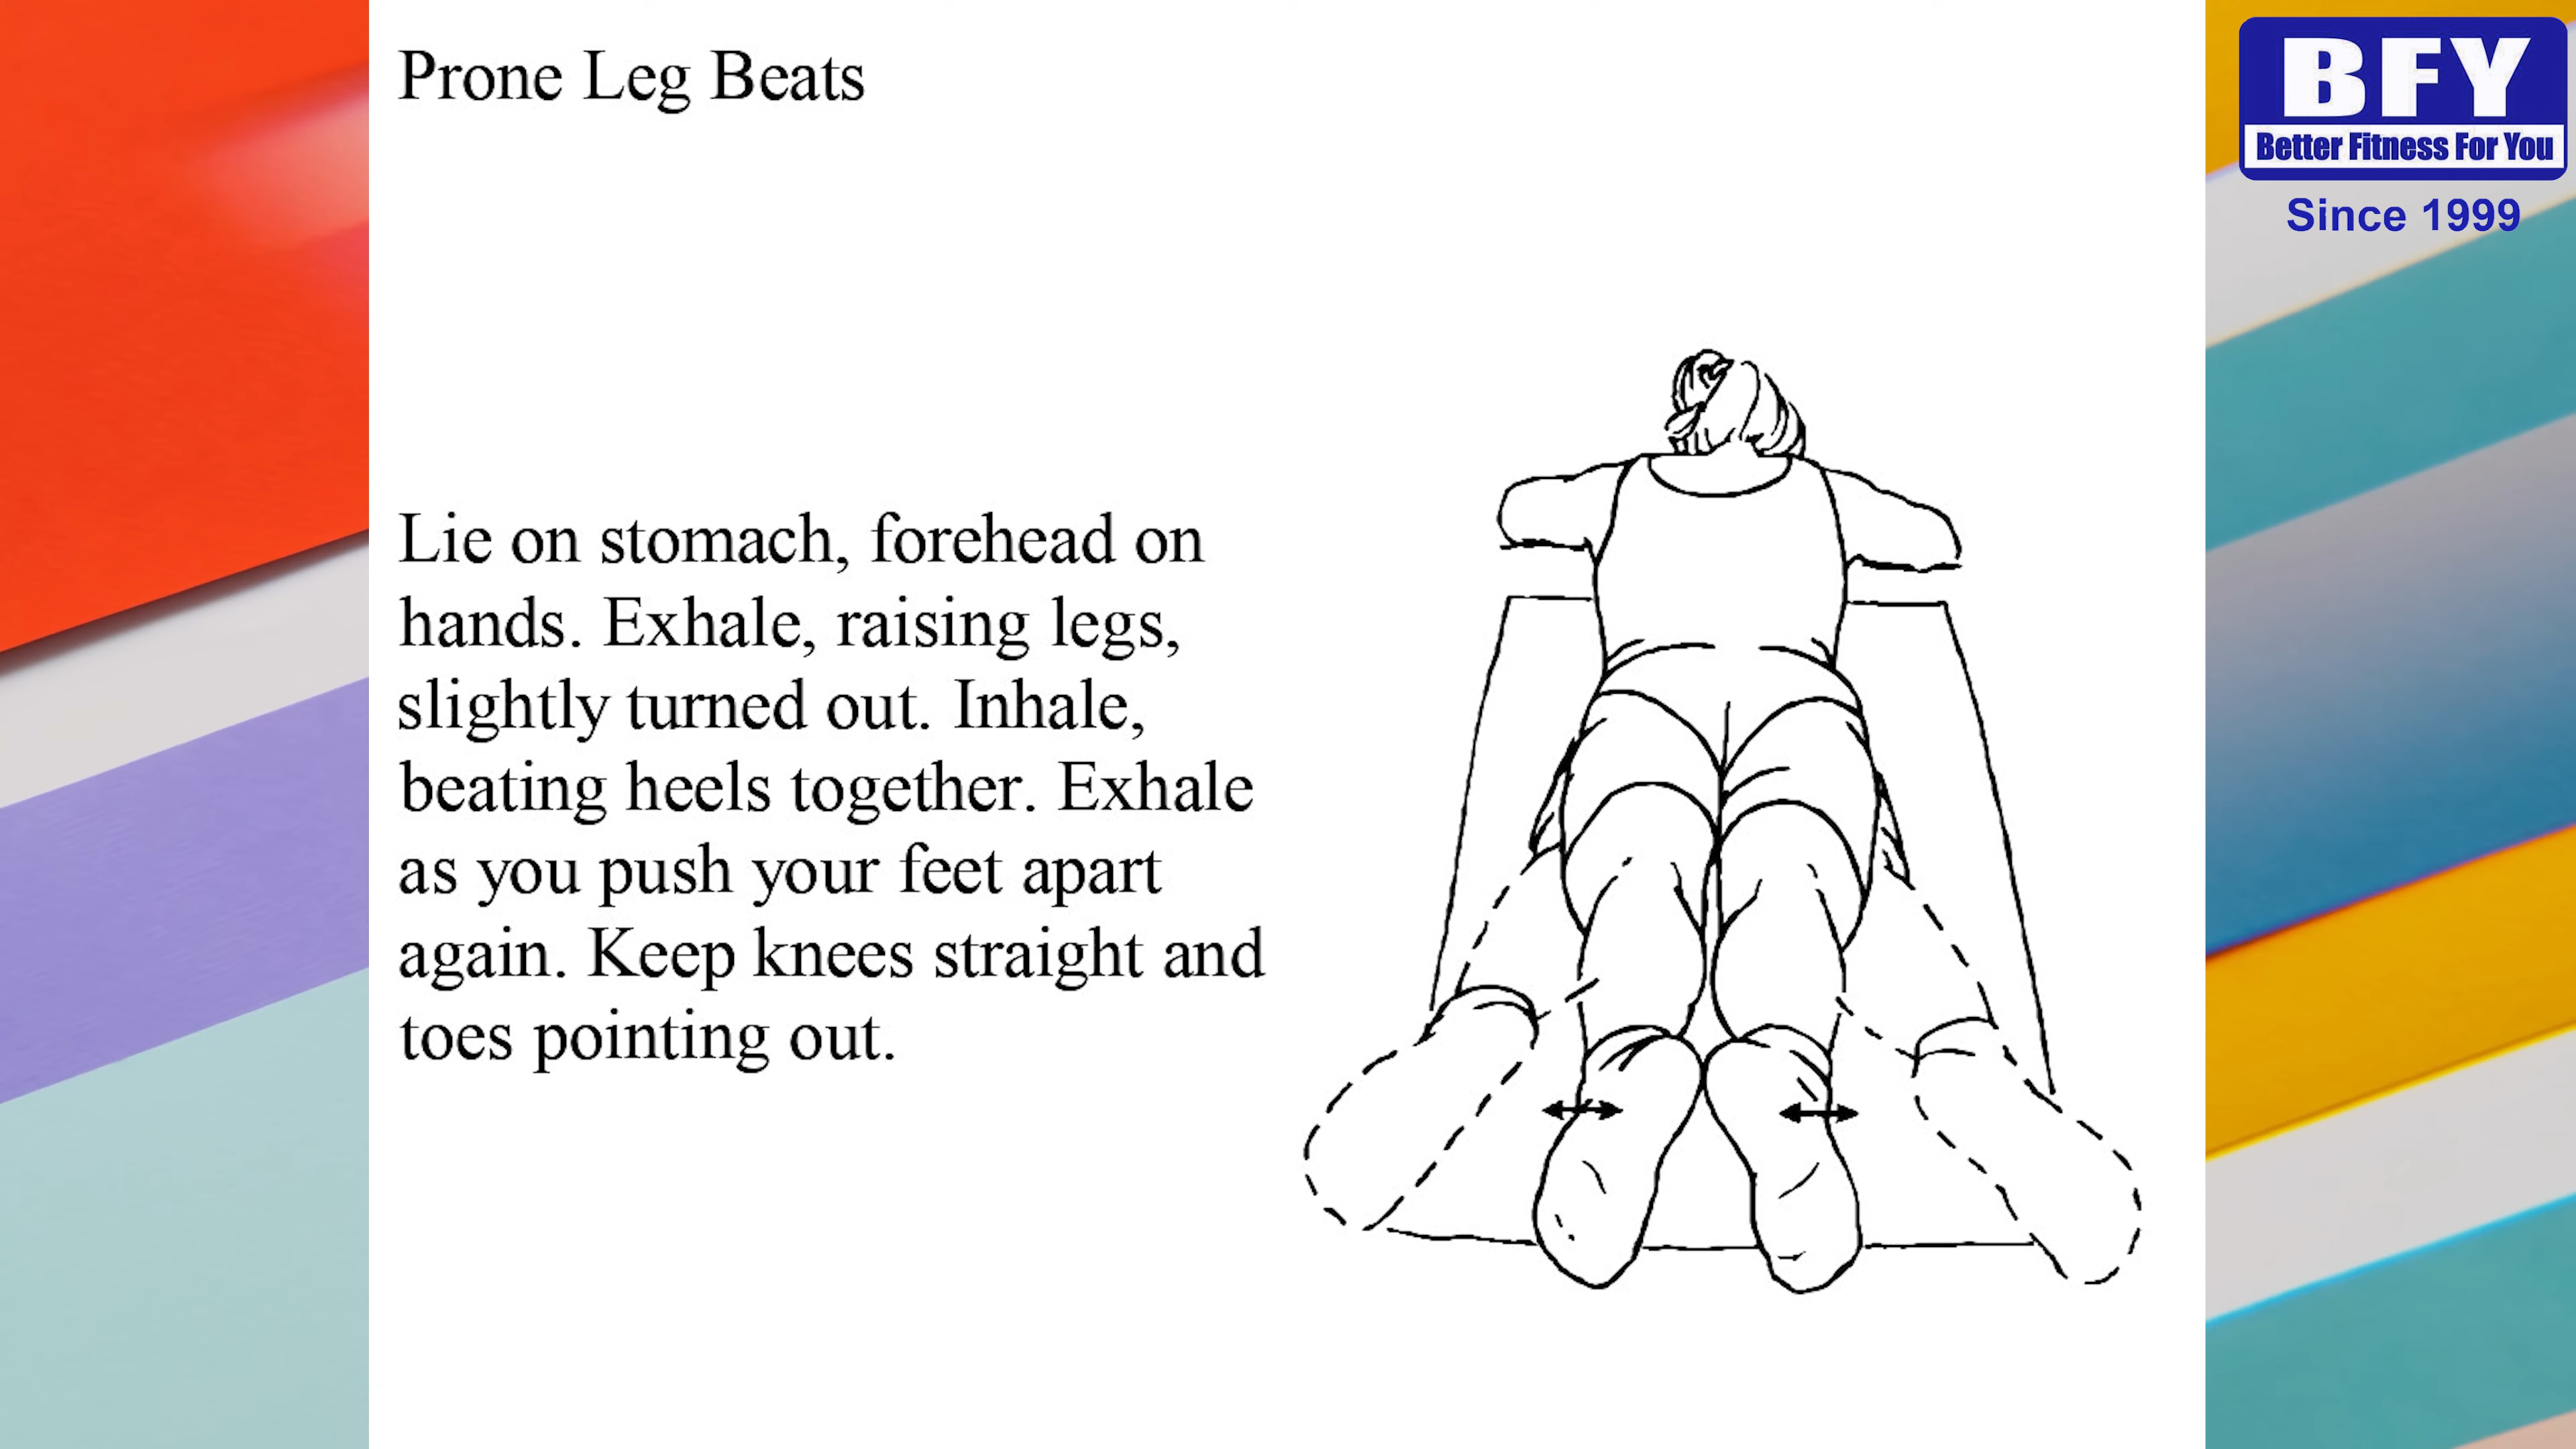 Prone Leg Beats
BFY
Better Fitness For You
Since 1999
Lie on stomach, forehead on
hands. Exhale, raising legs,
slightly turned out. Inhale,
beating heels together. Exhale
as you push your feet apart
again. Keep knees straight and
toes pointing out.